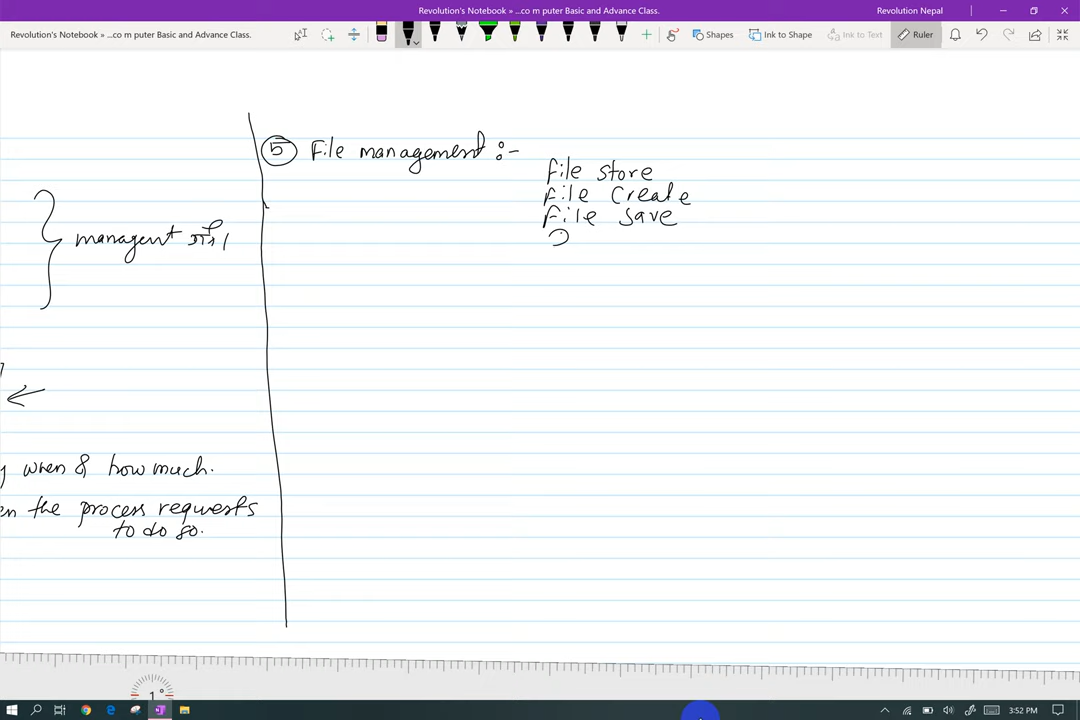 Revolution's Notebook » ...co m puter Basic and Advance Class.
Revolution Nepal
Revolution's Notebook » ...co m puter Basic and Advance Class.
Shapes
Ink to Shape
Ink to Text
Ruler
⑤ File management :-
File store
File Create
File save
managent गर्ने।
when & how much.
the process requests
to do so.
1°
3:52 PM